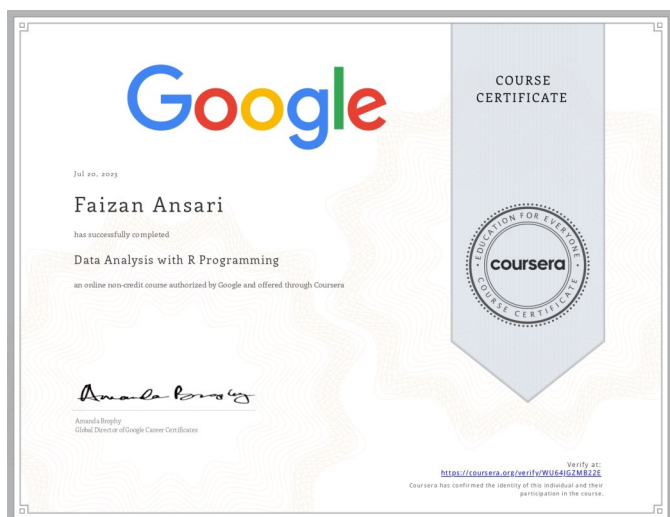 Google
COURSE
CERTIFICATE
Jul 20, 2023
Faizan Ansari
has successfully completed
Data Analysis with R Programming
an online non-credit course authorized by Google and offered through Coursera
EDUCATION FOR EVERYONE
coursera
COURSE CERTIFICATE
Amanda Brophy
Amanda Brophy
Global Director of Google Career Certificates
Verify at:
https://coursera.org/verify/WU64JGZMB22E
Coursera has confirmed the identity of this individual and their
participation in the course.